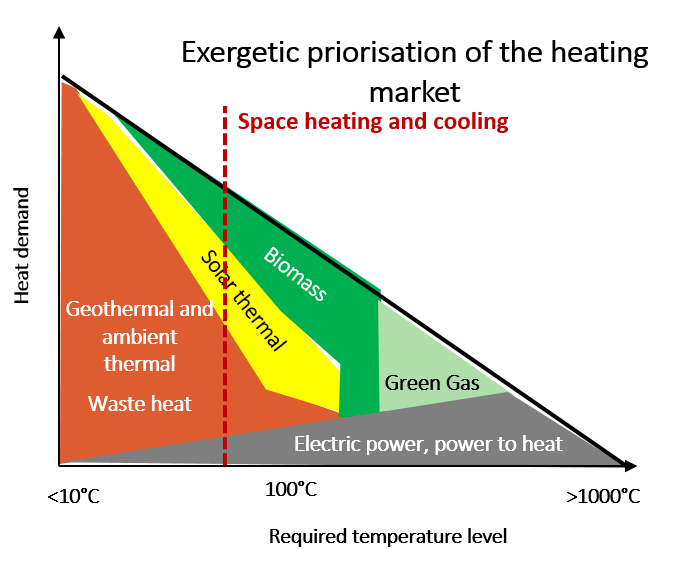 Exergetic priorisation of the heating
market
Space heating and cooling
Heat demand
Biomass
Solar thermal
Geothermal and
ambient
thermal
Waste heat
Green Gas
Electric power, power to heat
<10°C
100°C
>1000°C
Required temperature level